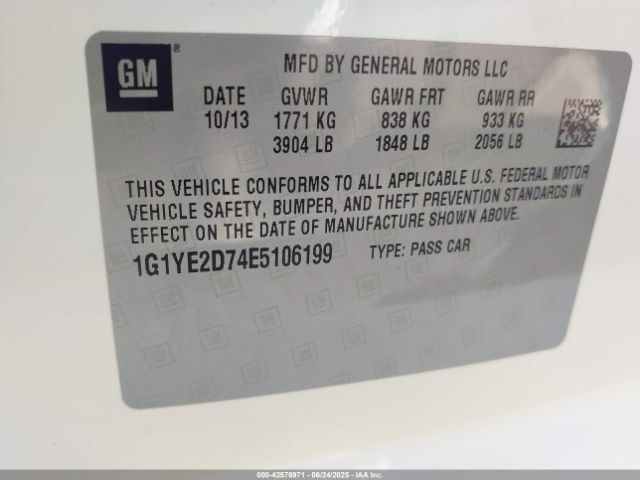 GM
MFD BY GENERAL MOTORS LLC
DATE GVWR GAWR FRT GAWR RR
10/13 1771 KG 838 KG 933 KG
3904 LB 1848 LB 2056 LB
THIS VEHICLE CONFORMS TO ALL APPLICABLE U.S. FEDERAL MOTOR
VEHICLE SAFETY, BUMPER, AND THEFT PREVENTION STANDARDS IN
EFFECT ON THE DATE OF MANUFACTURE SHOWN ABOVE.
1G1YE2D74E5106199 TYPE: PASS CAR
000-42576971 - 06/24/2025 - IAA Inc.